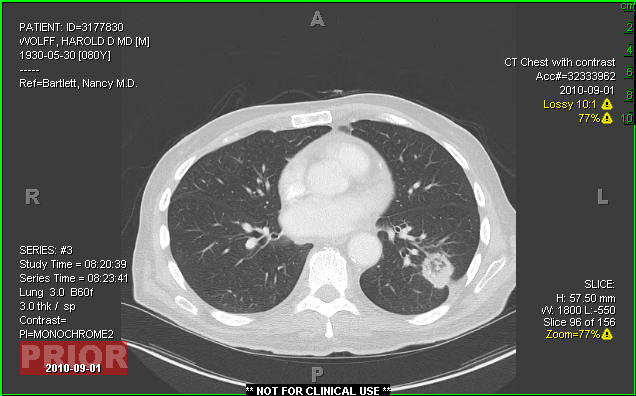 A
PATIENT: ID=3177830
WOLFF, HAROLD D MD [M]
1930-05-30 [080Y]
-----
Ref=Bartlett, Nancy M.D.
cm
2
4
6
8
10
CT Chest with contrast
Acc#=32333962
2010-09-01
Lossy 10:1
77%
R
L
SERIES: #3
Study Time = 08:20:39
Series Time = 08:23:41
Lung  3.0  B60f
3.0 thk /  sp
Contrast=
PI=MONOCHROME2
PRIOR
2010-09-01
SLICE:
H: 57.50 mm
W: 1800 L:-550
Slice 96 of 156
Zoom=77%
P
** NOT FOR CLINICAL USE **